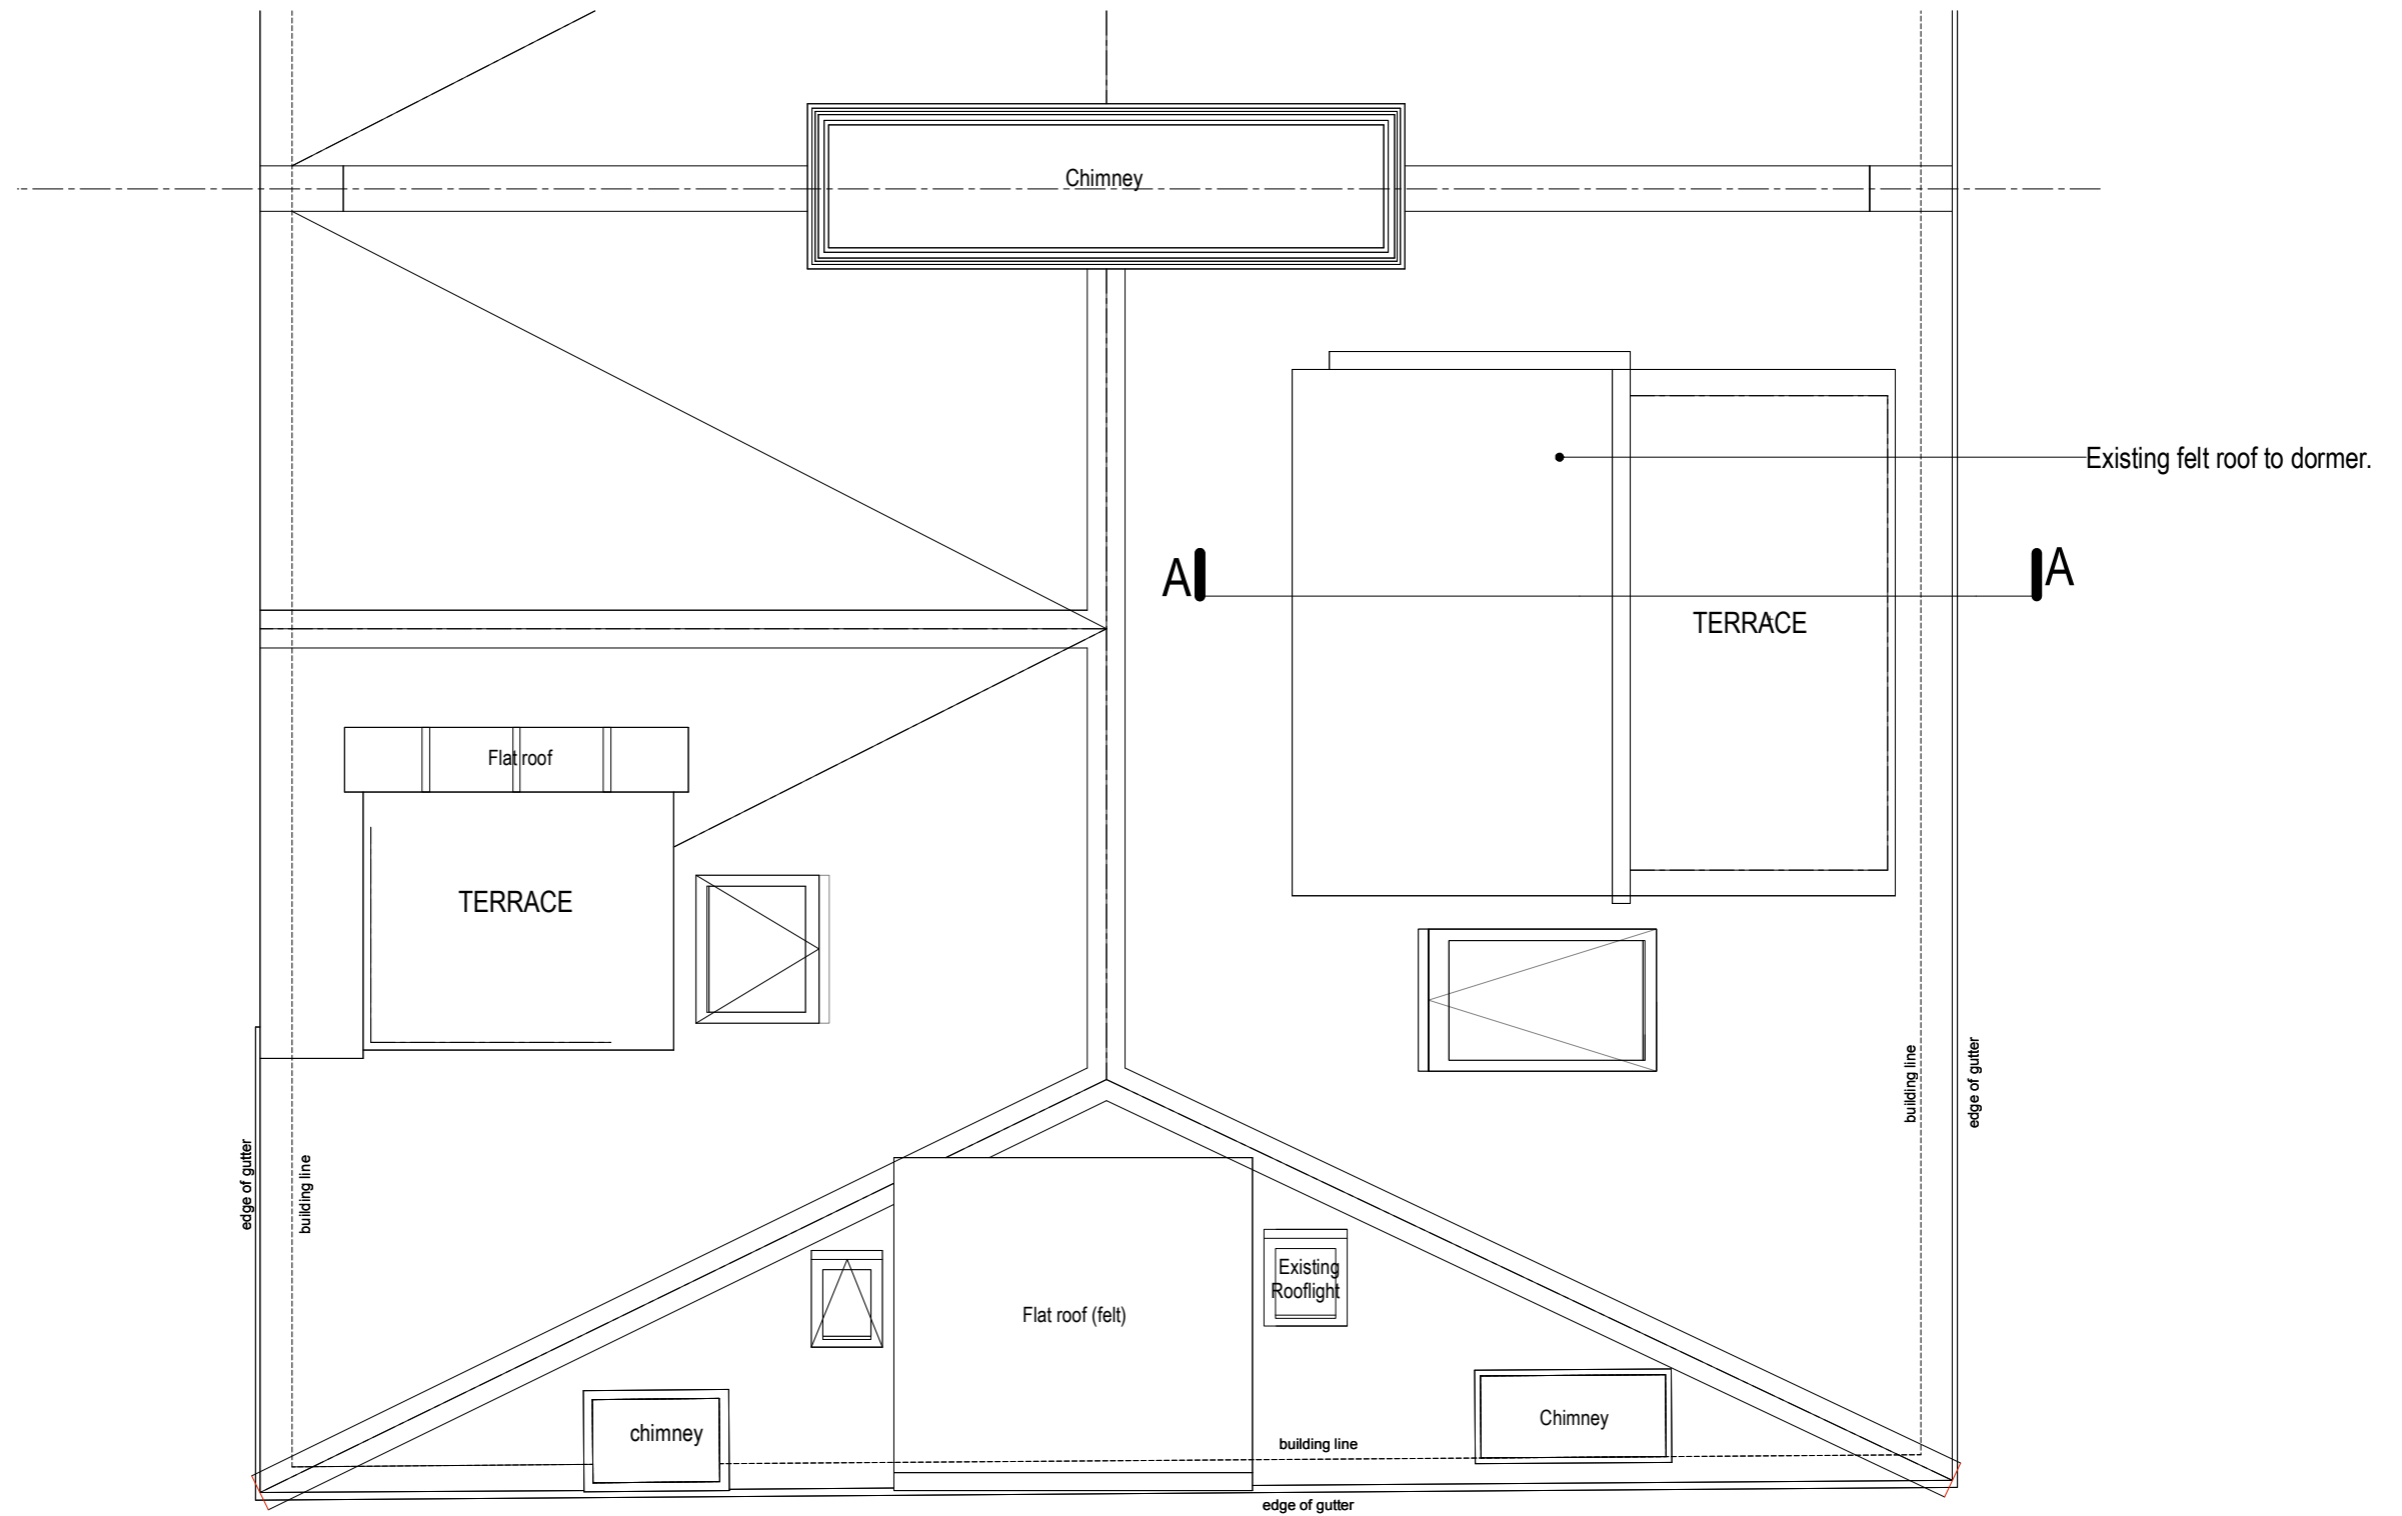 Chimney
Existing felt roof to dormer.
A
A
TERRACE
Flat roof
TERRACE
building line
edge of gutter
edge of gutter
building line
Existing
Rooflight
Flat roof (felt)
chimney
Chimney
building line
edge of gutter